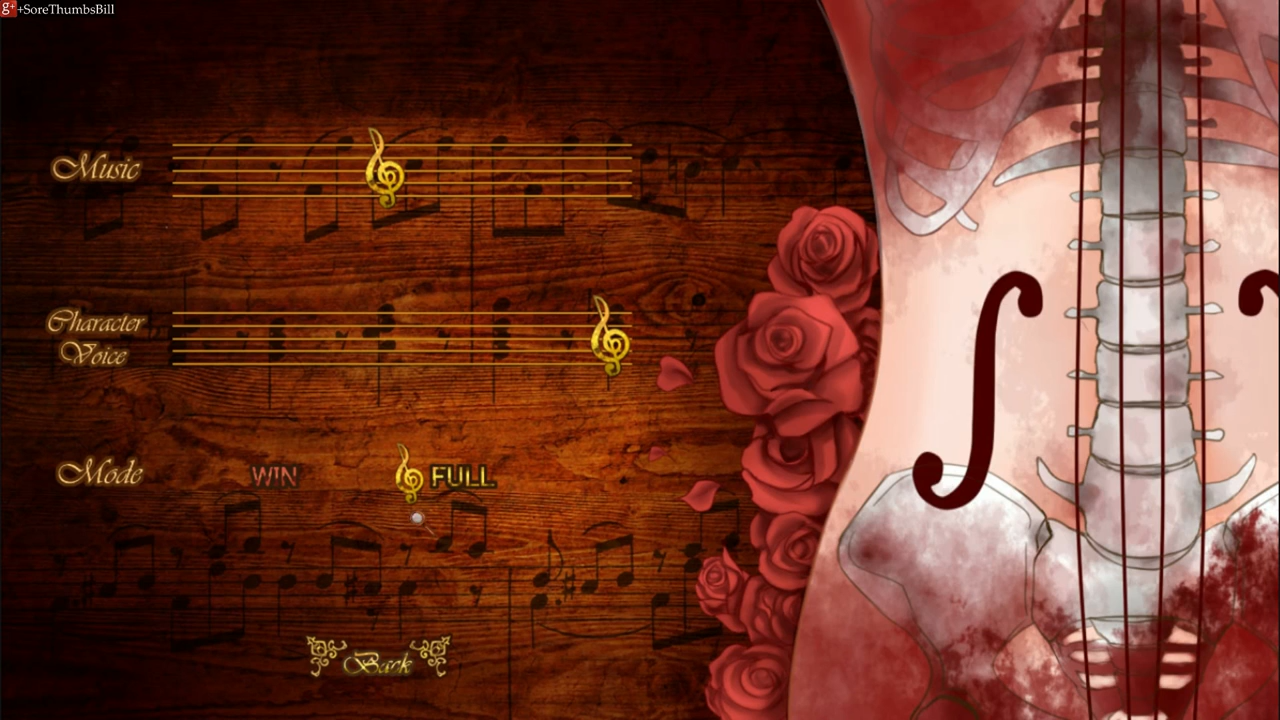 g+ +SoreThumbsBill
Music
Character
Voice
Mode
WIN FULL
Back